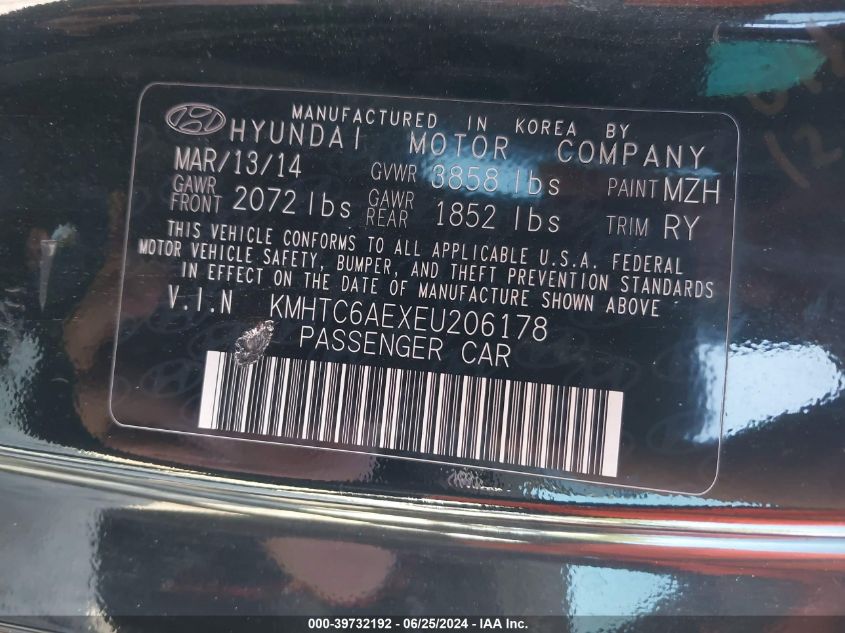 MANUFACTURED IN KOREA BY
HYUNDAI MOTOR COMPANY
MAR/13/14 GVWR 3858 lbs PAINT MZH
GAWR FRONT 2072 lbs GAWR REAR 1852 lbs TRIM RY
THIS VEHICLE CONFORMS TO ALL APPLICABLE U.S.A. FEDERAL
MOTOR VEHICLE SAFETY, BUMPER, AND THEFT PREVENTION STANDARDS
IN EFFECT ON THE DATE OF MANUFACTURE SHOWN ABOVE
V.I.N KMHTC6AEXEU206178
PASSENGER CAR
000-39732192 - 06/25/2024 - IAA Inc.